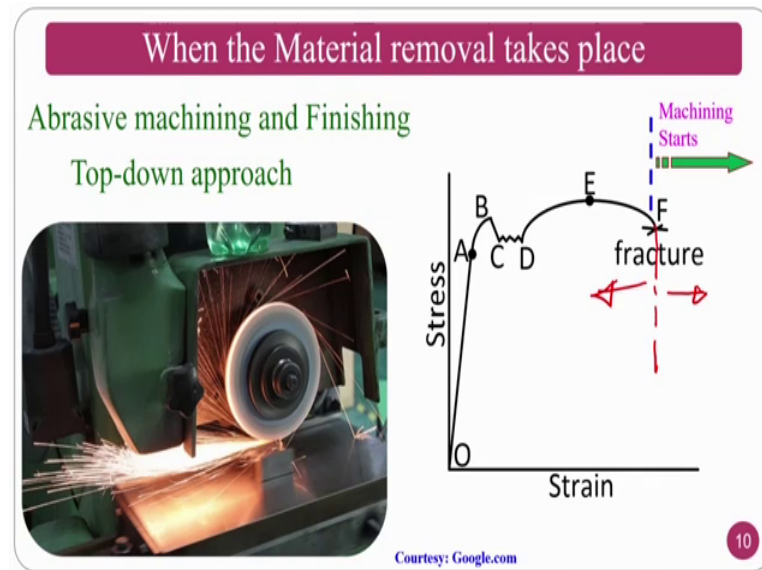 When the Material removal takes place
Abrasive machining and Finishing
Top-down approach
Machining
Starts
E
B
F
A
C
D
fracture
Stress
O
Strain
Courtesy: Google.com
10